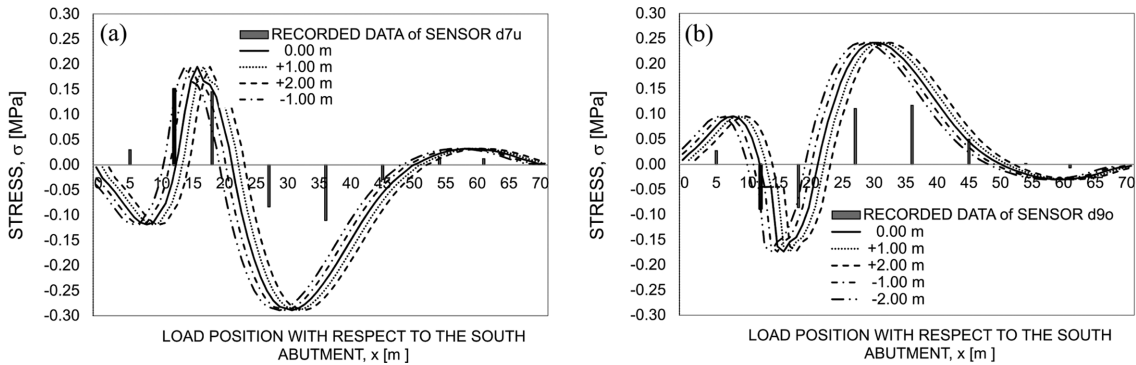 (a)
RECORDED DATA of SENSOR d7u
0.00 m
+1.00 m
+2.00 m
-1.00 m
STRESS, σ [MPa]
0.30
0.25
0.20
0.15
0.10
0.05
0.00
-0.05
-0.10
-0.15
-0.20
-0.25
-0.30
0 5 10 15 20 25 30 35 40 45 50 55 60 65 70
LOAD POSITION WITH RESPECT TO THE SOUTH
ABUTMENT, x [m ]
(b)
STRESS, σ [MPa]
0.30
0.25
0.20
0.15
0.10
0.05
0.00
-0.05
-0.10
-0.15
-0.20
-0.25
-0.30
0 5 10 15 20 25 30 35 40 45 50 55 60 65 70
RECORDED DATA of SENSOR d9o
0.00 m
+1.00 m
+2.00 m
-1.00 m
-2.00 m
LOAD POSITION WITH RESPECT TO THE SOUTH
ABUTMENT, x [m ]